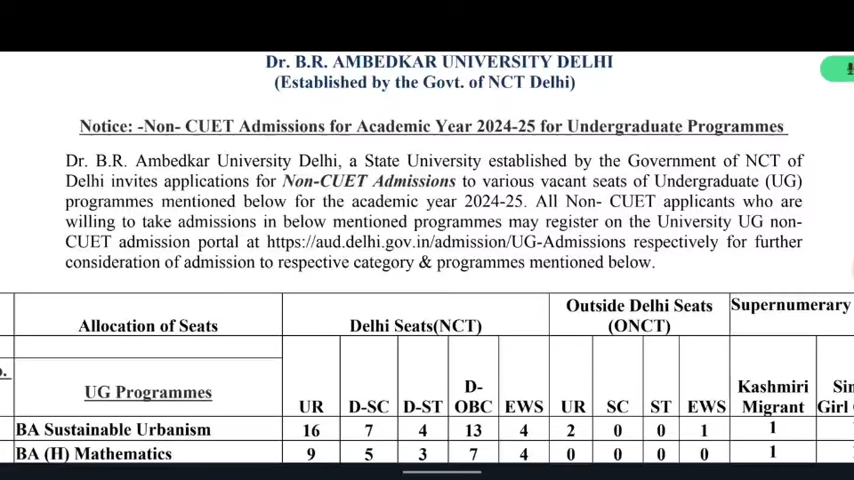 Dr. B.R. AMBEDKAR UNIVERSITY DELHI
(Established by the Govt. of NCT Delhi)
Notice: -Non- CUET Admissions for Academic Year 2024-25 for Undergraduate Programmes
Dr. B.R. Ambedkar University Delhi, a State University established by the Government of NCT of
Delhi invites applications for Non-CUET Admissions to various vacant seats of Undergraduate (UG)
programmes mentioned below for the academic year 2024-25. All Non- CUET applicants who are
willing to take admissions in below mentioned programmes may register on the University UG non-
CUET admission portal at https://aud.delhi.gov.in/admission/UG-Admissions respectively for further
consideration of admission to respective category & programmes mentioned below.
Allocation of Seats Delhi Seats(NCT) Outside Delhi Seats (ONCT) Supernumerary
UG Programmes UR D-SC D-ST D-OBC EWS UR SC ST EWS Kashmiri Migrant
BA Sustainable Urbanism 16 7 4 13 4 2 0 0 1 1
BA (H) Mathematics 9 5 3 7 4 0 0 0 0 1